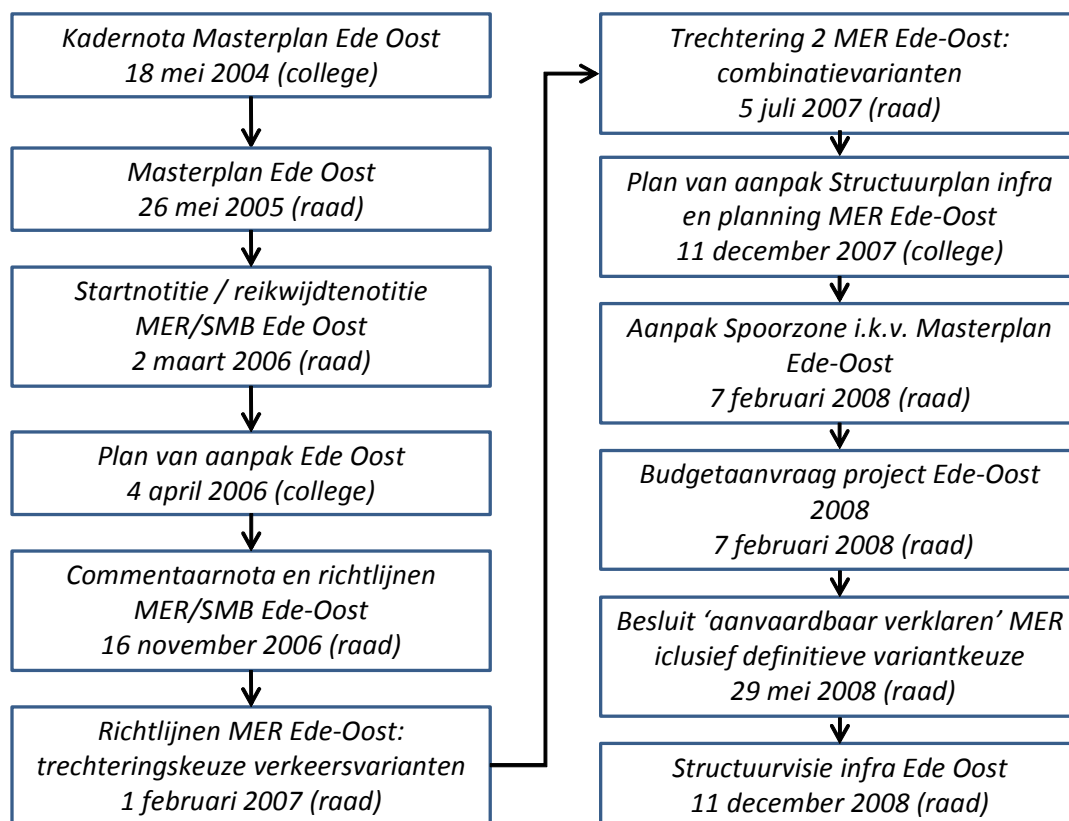 Kadernota Masterplan Ede Oost
18 mei 2004 (college)
Masterplan Ede Oost
26 mei 2005 (raad)
Startnotitie / reikwijdtenotitie
MER/SMB Ede Oost
2 maart 2006 (raad)
Plan van aanpak Ede Oost
4 april 2006 (college)
Commentaarnota en richtlijnen
MER/SMB Ede-Oost
16 november 2006 (raad)
Richtlijnen MER Ede-Oost:
trechteringskeuze verkeersvarianten
1 februari 2007 (raad)
Trechtering 2 MER Ede-Oost:
combinatievarianten
5 juli 2007 (raad)
Plan van aanpak Structuurplan infra
en planning MER Ede-Oost
11 december 2007 (college)
Aanpak Spoorzone i.k.v. Masterplan
Ede-Oost
7 februari 2008 (raad)
Budgetaanvraag project Ede-Oost
2008
7 februari 2008 (raad)
Besluit ‘aanvaardbaar verklaren’ MER
iclusief definitieve variantkeuze
29 mei 2008 (raad)
Structuurvisie infra Ede Oost
11 december 2008 (raad)